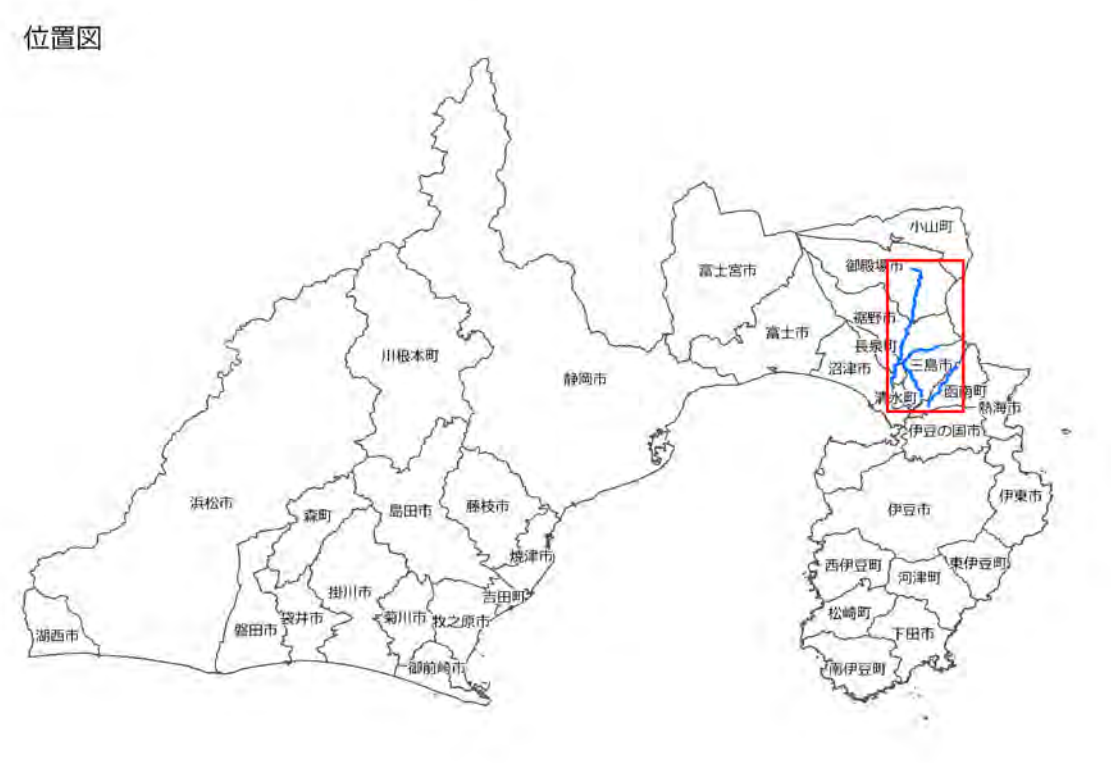 位置図
小山町
御殿場市
富士宮市
裾野市
富士市
長泉町
川根本町
三島市
沼津市
静岡市
函南町
清水町
熱海市
伊豆の国市
伊東市
浜松市
藤枝市
島田市
伊豆市
森町
焼津市
東伊豆町
西伊豆町
河津町
掛川市
吉田町
松崎町
袋井市
菊川市
牧之原市
磐田市
下田市
湖西市
御前崎市
南伊豆町